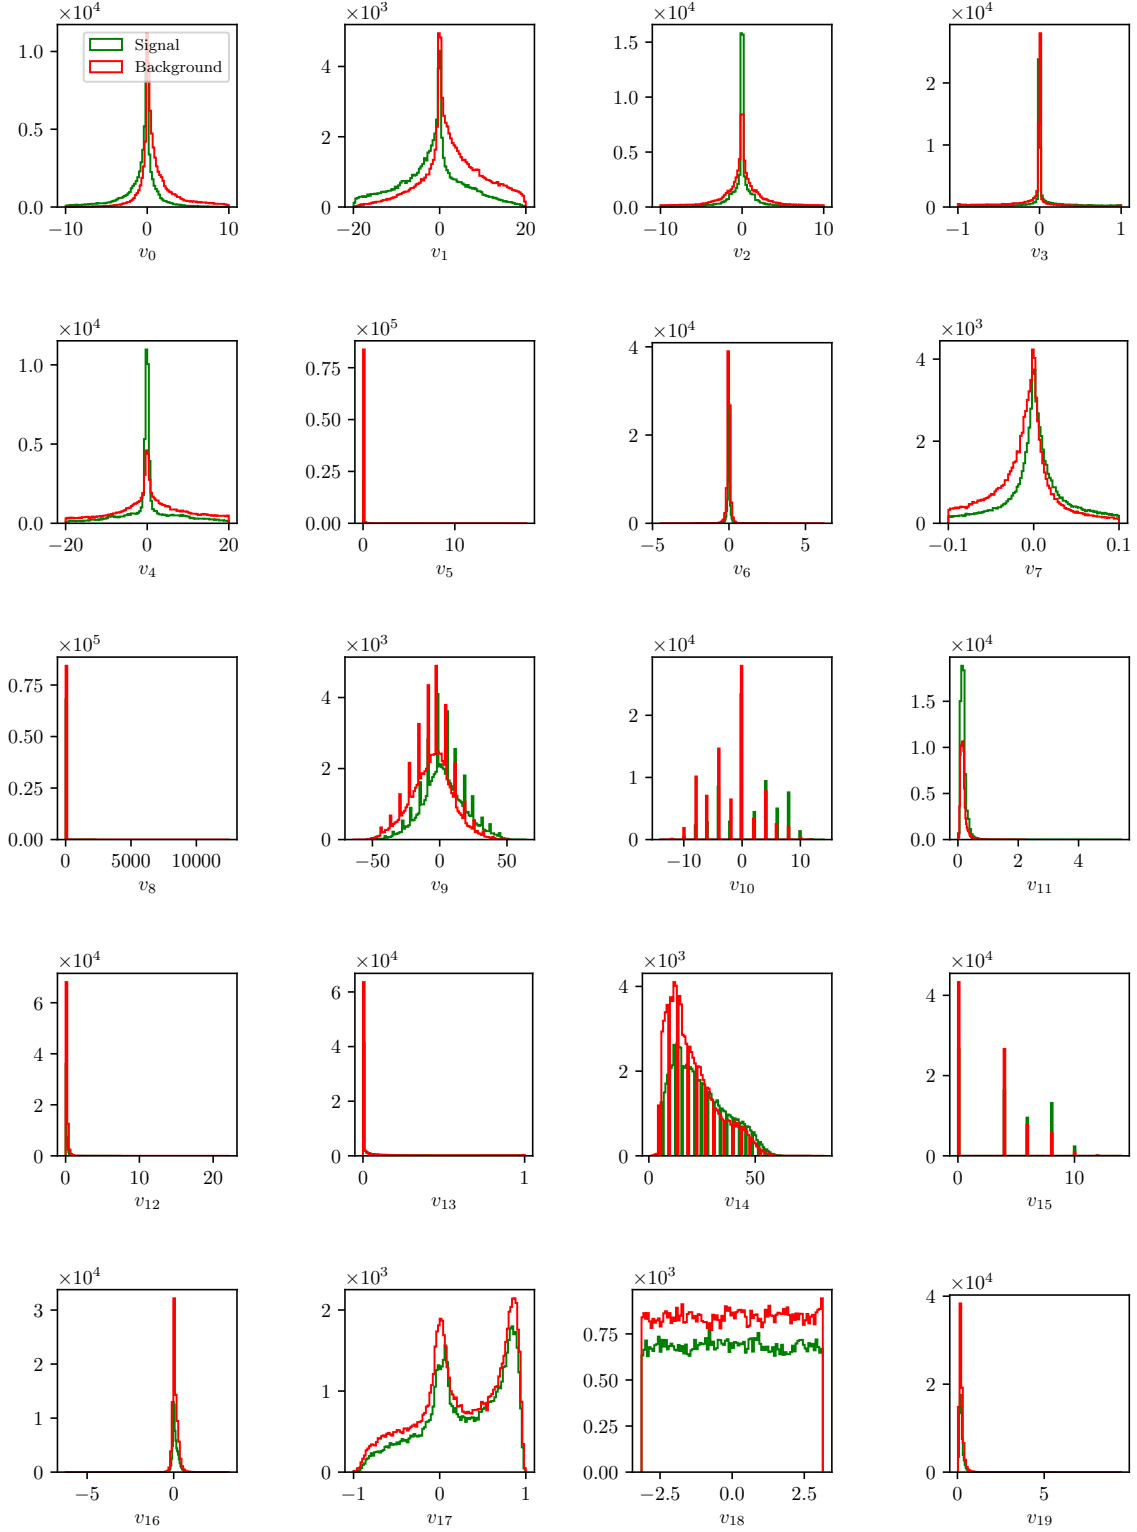 ×10⁴ ×10³ ×10⁴ ×10⁴
Signal
Background
1.0 0.5 0.0
4 2 0
1.5 1.0 0.5 0.0
4 2 0
−10 0 10 −20 0 20 −10 0 10 −1 0 1
v₀ v₁ v₂ v₃
×10⁴ ×10⁵ ×10⁴ ×10³
1.0 0.5 0.0
0.75 0.50 0.25 0.00
4 2 0
4 2 0
−20 0 20 0 10 −5 0 5 −0.1 0.0 0.1
v₄ v₅ v₆ v₇
×10⁵ ×10³ ×10⁴ ×10⁴
0.75 0.50 0.25 0.00
4 2 0
2 1 0
1.5 1.0 0.5 0.0
0 5000 10000 −50 0 50 −10 0 10 0 2 4
v₈ v₉ v₁₀ v₁₁
×10⁴ ×10⁴ ×10³ ×10⁴
6 4 2 0
6 4 2 0
4 2 0
4 2 0
0 10 20 0 1 0 50 0 10
v₁₂ v₁₃ v₁₄ v₁₅
×10⁴ ×10³ ×10³ ×10⁴
3 2 1 0
2 1 0
0.75 0.50 0.25 0.00
4 2 0
−5 0 −1 0 1 −2.5 0.0 2.5 0 5
v₁₆ v₁₇ v₁₈ v₁₉